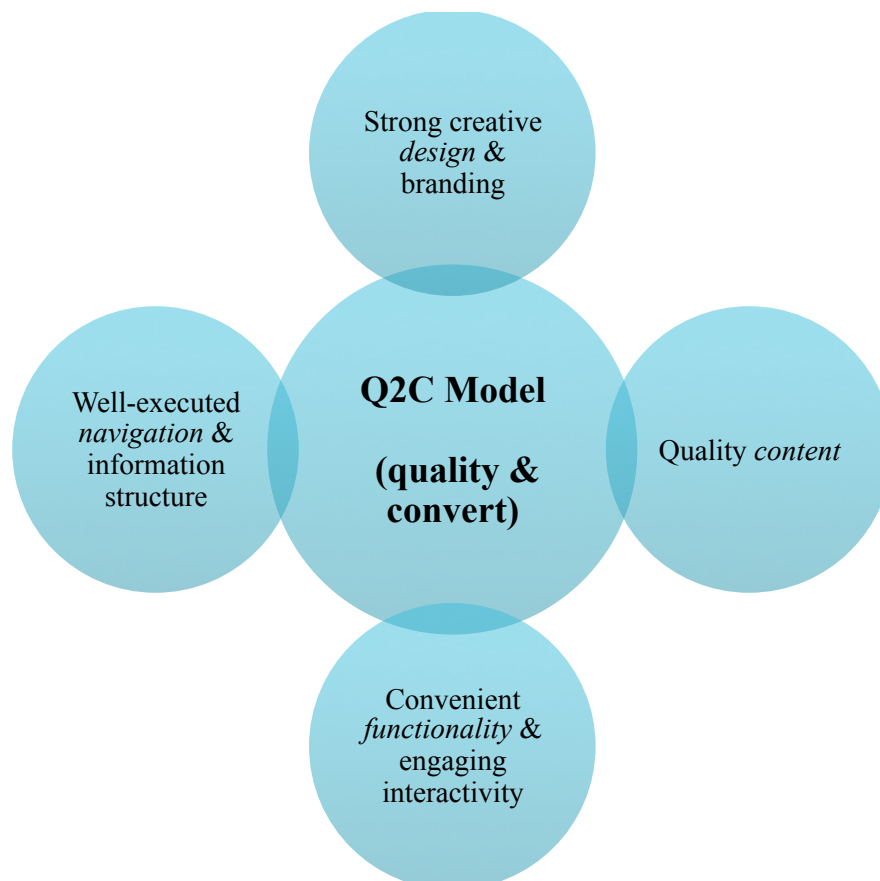 Strong creative
design &
branding
Well-executed
navigation &
information
structure
Q2C Model
(quality &
convert)
Quality content
Convenient
functionality &
engaging
interactivity